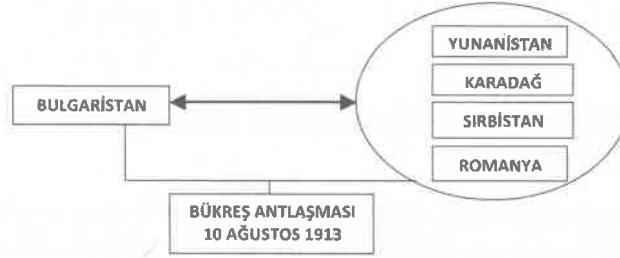 BULGARİSTAN
YUNANİSTAN
KARADAĞ
SIRBİSTAN
ROMANYA
BÜKREŞ ANTLAŞMASI
10 AĞUSTOS 1913